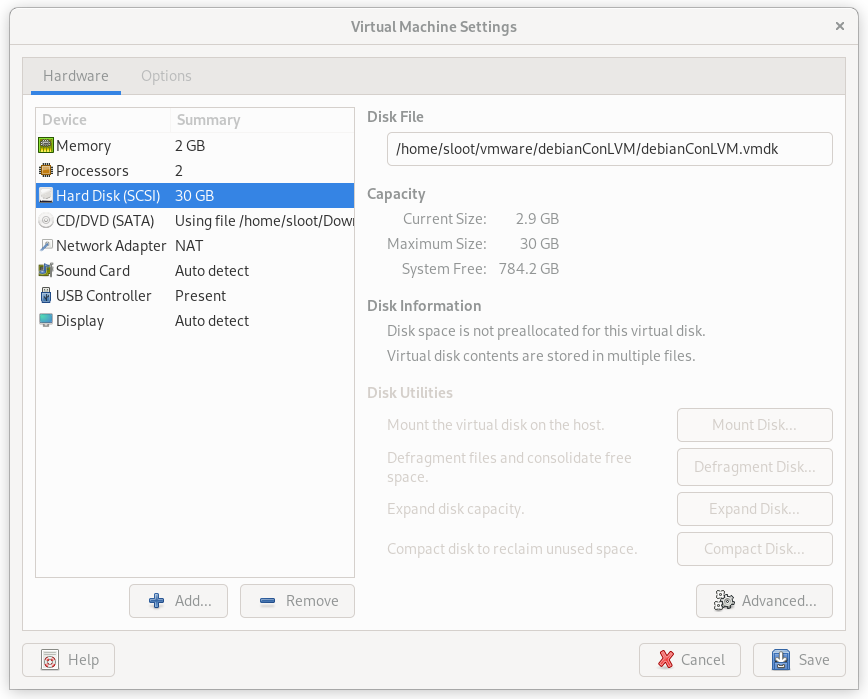 Virtual Machine Settings
Hardware Options
Device Summary
Memory 2 GB
Processors 2
Hard Disk (SCSI) 30 GB
CD/DVD (SATA) Using file /home/sloot/Dow
Network Adapter NAT
Sound Card Auto detect
USB Controller Present
Display Auto detect
Add...
Remove
Disk File
/home/sloot/vmware/debianConLVM/debianConLVM.vmdk
Capacity
Current Size: 2.9 GB
Maximum Size: 30 GB
System Free: 784.2 GB
Disk Information
Disk space is not preallocated for this virtual disk.
Virtual disk contents are stored in multiple files.
Disk Utilities
Mount the virtual disk on the host. Mount Disk...
Defragment files and consolidate free
space.
Defragment Disk...
Expand disk capacity. Expand Disk...
Compact disk to reclaim unused space. Compact Disk...
Advanced...
Help
Cancel
Save